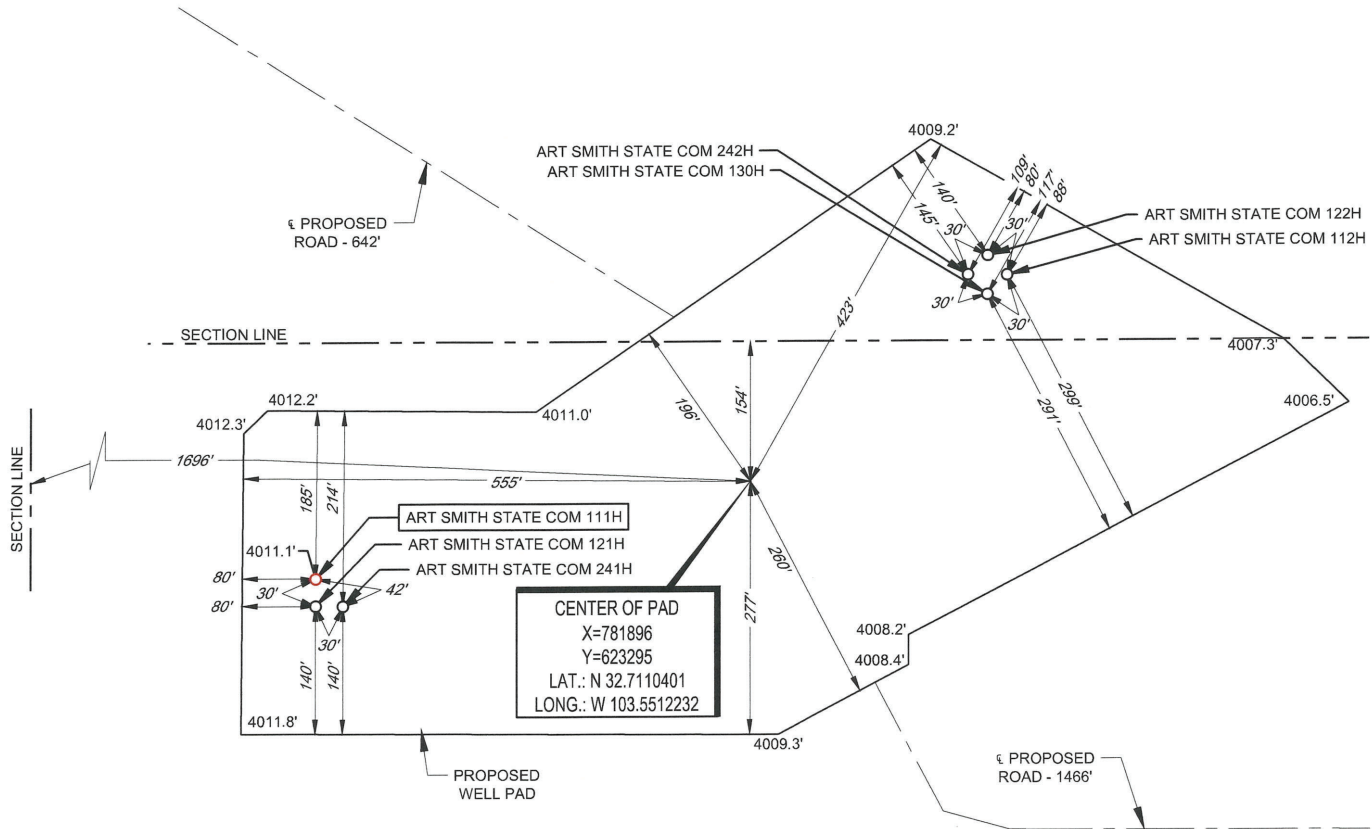 4009.2'
ART SMITH STATE COM 242H
ART SMITH STATE COM 130H
109'
80'
117'
88'
140'
145'
30'
30'
ART SMITH STATE COM 122H
ART SMITH STATE COM 112H
30'
30'
℄ PROPOSED
ROAD - 642'
423'
SECTION LINE
4007.3'
196'
154'
4006.5'
291'
299'
4012.2'
4012.3'
4011.0'
SECTION LINE
1696'
555'
185'
214'
ART SMITH STATE COM 111H
4011.1'
ART SMITH STATE COM 121H
80'
ART SMITH STATE COM 241H
30'
42'
80'
30'
140'
140'
260'
277'
CENTER OF PAD
X=781896
Y=623295
LAT.: N 32.7110401
LONG.: W 103.5512232
4008.2'
4008.4'
4011.8'
4009.3'
PROPOSED
WELL PAD
℄ PROPOSED
ROAD - 1466'